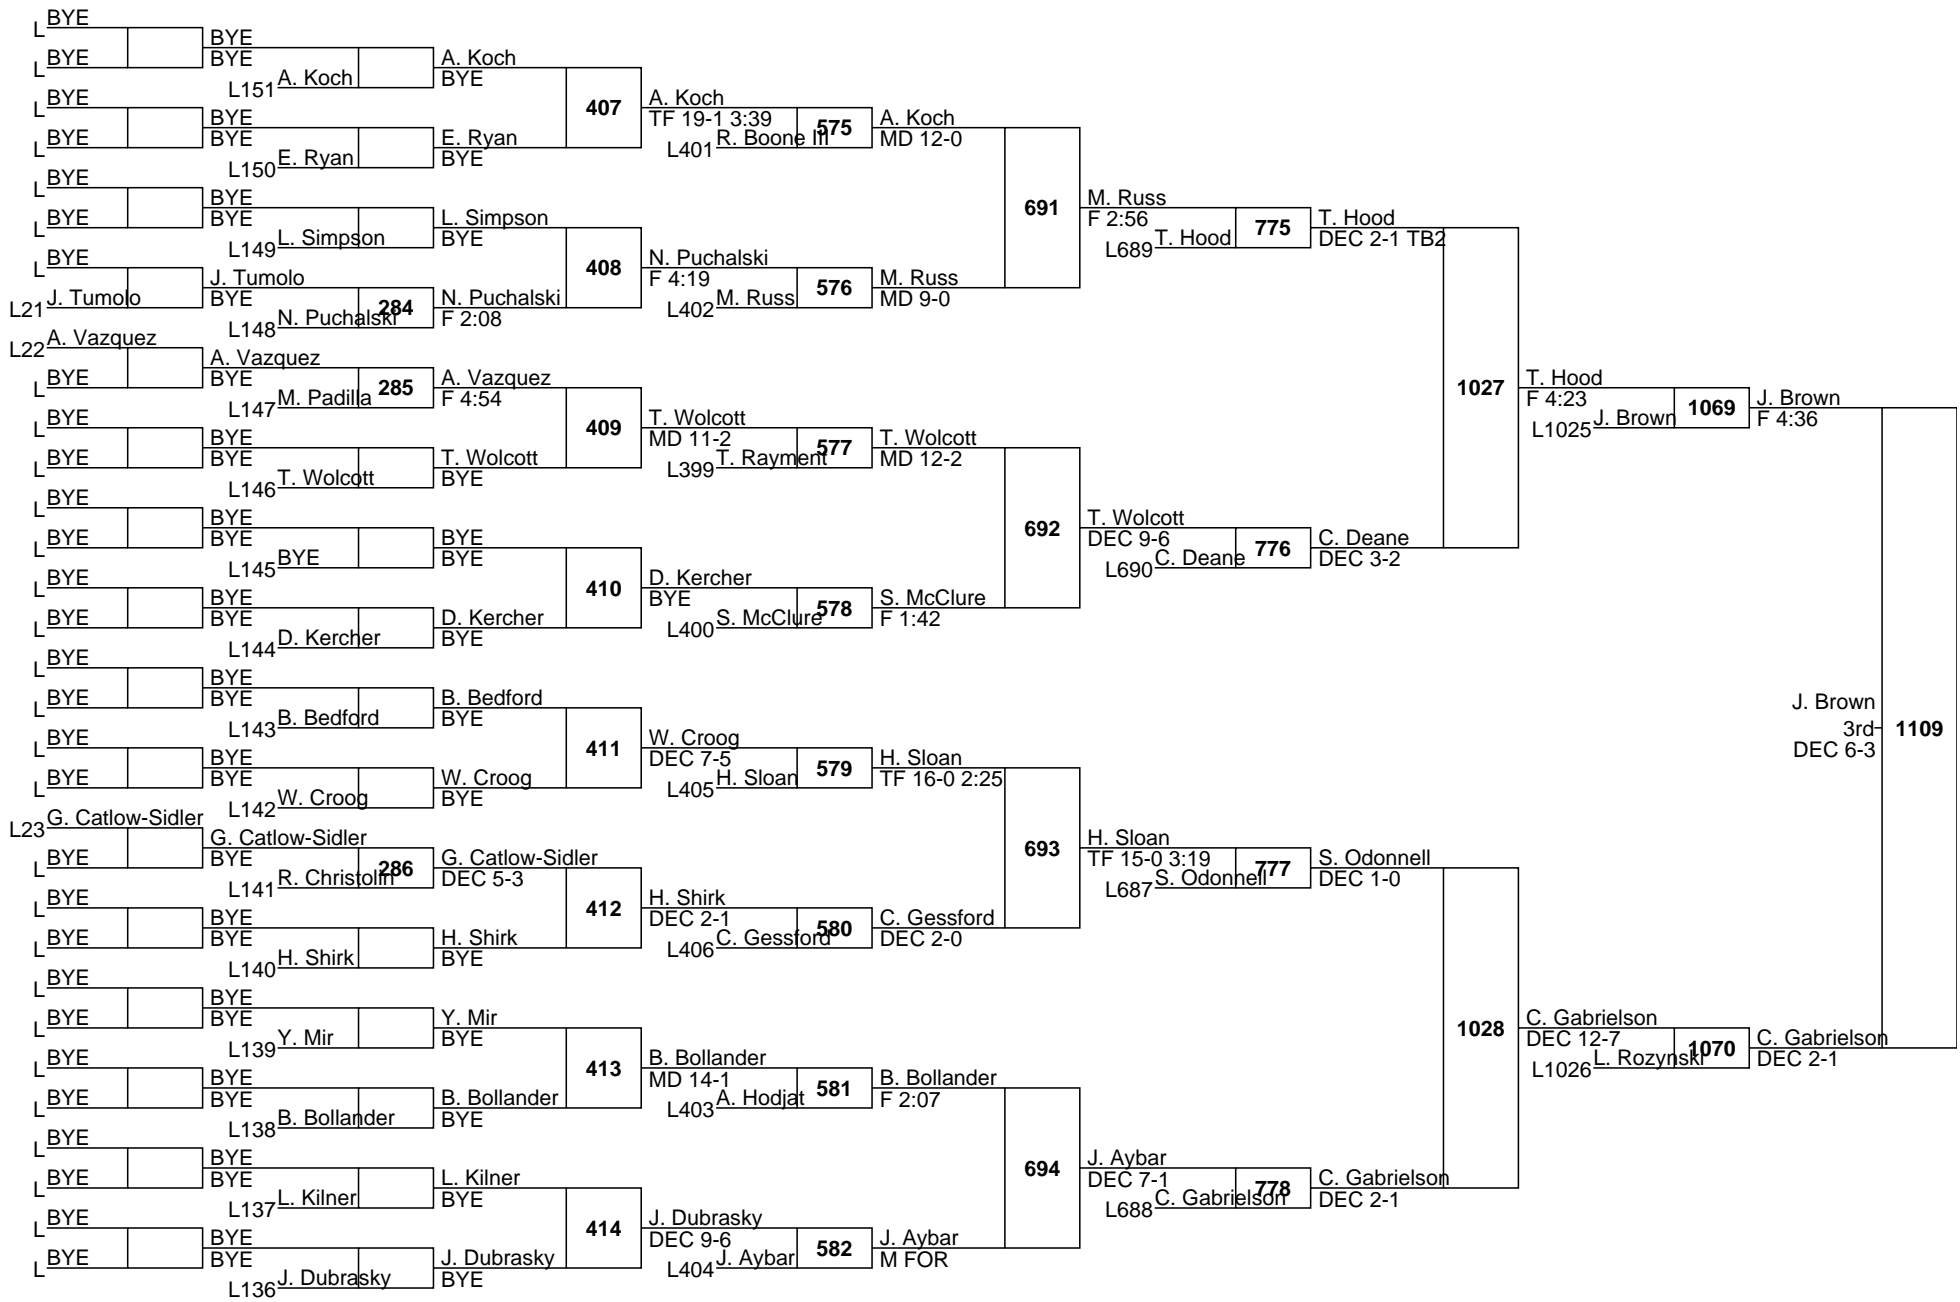 BYE
L
BYE
L
BYE
BYE
A. Koch
L151
A. Koch
BYE
BYE
L
BYE
L
BYE
BYE
E. Ryan
L150
E. Ryan
BYE
407
A. Koch
TF 19-1 3:39
R. Boone III
L401
575
A. Koch
MD 12-0
BYE
L
BYE
L
BYE
BYE
L. Simpson
L149
L. Simpson
BYE
BYE
L
J. Tumolo
L21
J. Tumolo
BYE
N. Puchalski
L148
284
N. Puchalski
F 2:08
408
N. Puchalski
F 4:19
M. Russ
L402
576
M. Russ
MD 9-0
691
M. Russ
F 2:56
T. Hood
L689
775
T. Hood
DEC 2-1 TB2
A. Vazquez
L22
BYE
L
A. Vazquez
BYE
M. Padilla
L147
285
A. Vazquez
F 4:54
BYE
L
BYE
L
BYE
BYE
T. Wolcott
L146
T. Wolcott
BYE
409
T. Wolcott
MD 11-2
T. Rayment
L399
577
T. Wolcott
MD 12-2
BYE
L
BYE
L
BYE
BYE
BYE
L145
BYE
BYE
BYE
L
BYE
L
BYE
BYE
D. Kercher
L144
D. Kercher
BYE
410
D. Kercher
BYE
S. McClure
L400
578
S. McClure
F 1:42
692
T. Wolcott
DEC 9-6
C. Deane
L690
776
C. Deane
DEC 3-2
1027
T. Hood
F 4:23
J. Brown
L1025
1069
J. Brown
F 4:36
BYE
L
BYE
L
BYE
BYE
B. Bedford
L143
B. Bedford
BYE
BYE
L
BYE
L
BYE
BYE
W. Croog
L142
W. Croog
BYE
411
W. Croog
DEC 7-5
H. Sloan
L405
579
H. Sloan
TF 16-0 2:25
G. Catlow-Sidler
L23
BYE
L
G. Catlow-Sidler
BYE
R. Christolin
L141
286
G. Catlow-Sidler
DEC 5-3
BYE
L
BYE
L
BYE
BYE
H. Shirk
L140
H. Shirk
BYE
412
H. Shirk
DEC 2-1
C. Gessford
L406
580
C. Gessford
DEC 2-0
693
H. Sloan
TF 15-0 3:19
S. Odonnell
L687
777
S. Odonnell
DEC 1-0
BYE
L
BYE
L
BYE
BYE
Y. Mir
L139
Y. Mir
BYE
BYE
L
BYE
L
BYE
BYE
B. Bollander
L138
B. Bollander
BYE
413
B. Bollander
MD 14-1
A. Hodjat
L403
581
B. Bollander
F 2:07
BYE
L
BYE
L
BYE
BYE
L. Kilner
L137
L. Kilner
BYE
BYE
L
BYE
L
BYE
BYE
J. Dubrasky
L136
J. Dubrasky
BYE
414
J. Dubrasky
DEC 9-6
J. Aybar
L404
582
J. Aybar
M FOR
694
J. Aybar
DEC 7-1
C. Gabrielson
L688
778
C. Gabrielson
DEC 2-1
1028
C. Gabrielson
DEC 12-7
L. Rozynski
L1026
1070
C. Gabrielson
DEC 2-1
J. Brown
3rd
DEC 6-3
1109